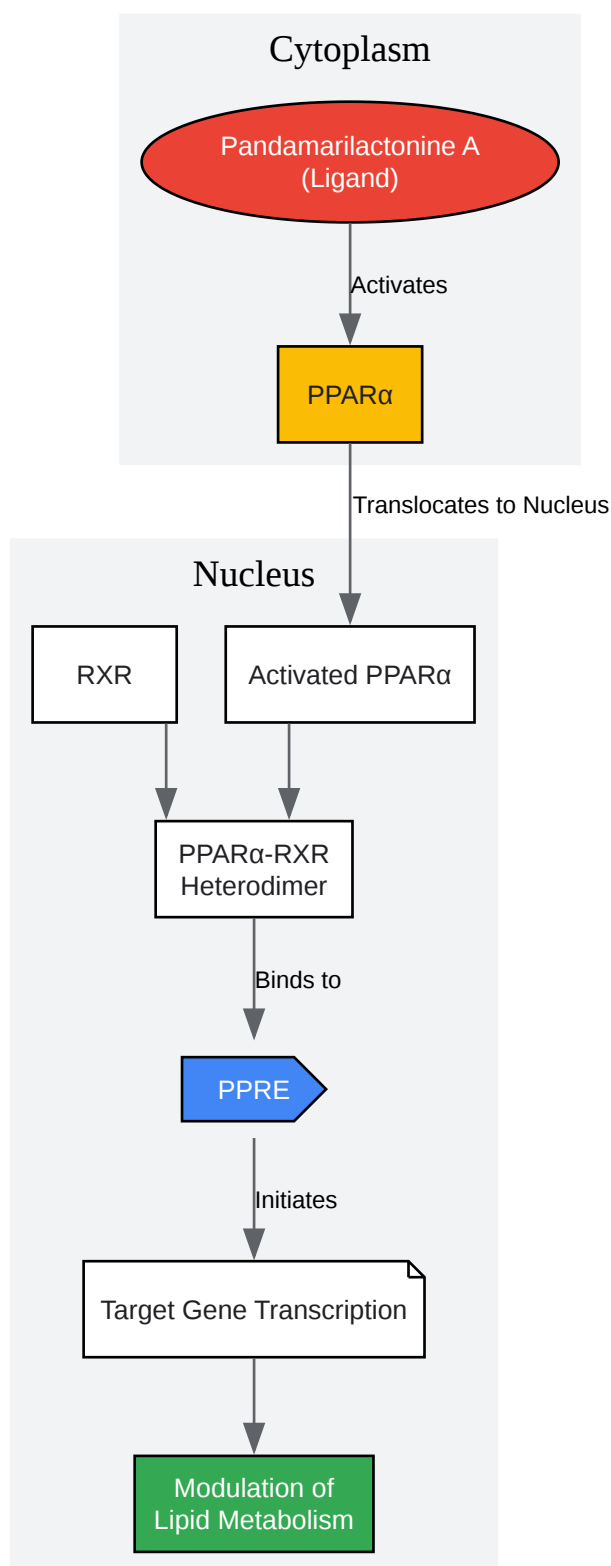 Cytoplasm
Pandamarilactonine A
(Ligand)
Activates
PPARα
Translocates to Nucleus
Nucleus
RXR
Activated PPARα
PPARα-RXR
Heterodimer
Binds to
PPRE
Initiates
Target Gene Transcription
Modulation of
Lipid Metabolism